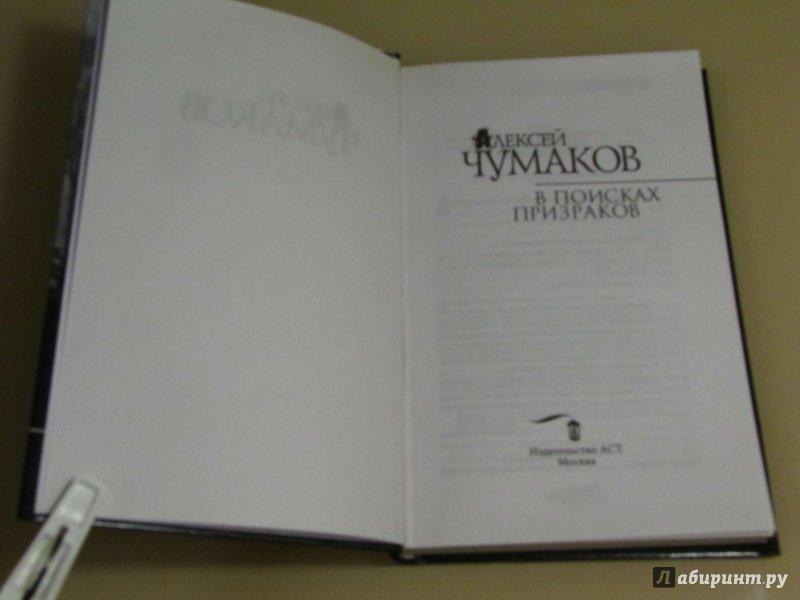 АЛЕКСЕЙ
ЧУМАКОВ
В ПОИСКАХ
ПРИЗРАКОВ
Издательство АСТ
Москва
Лабиринт.ру